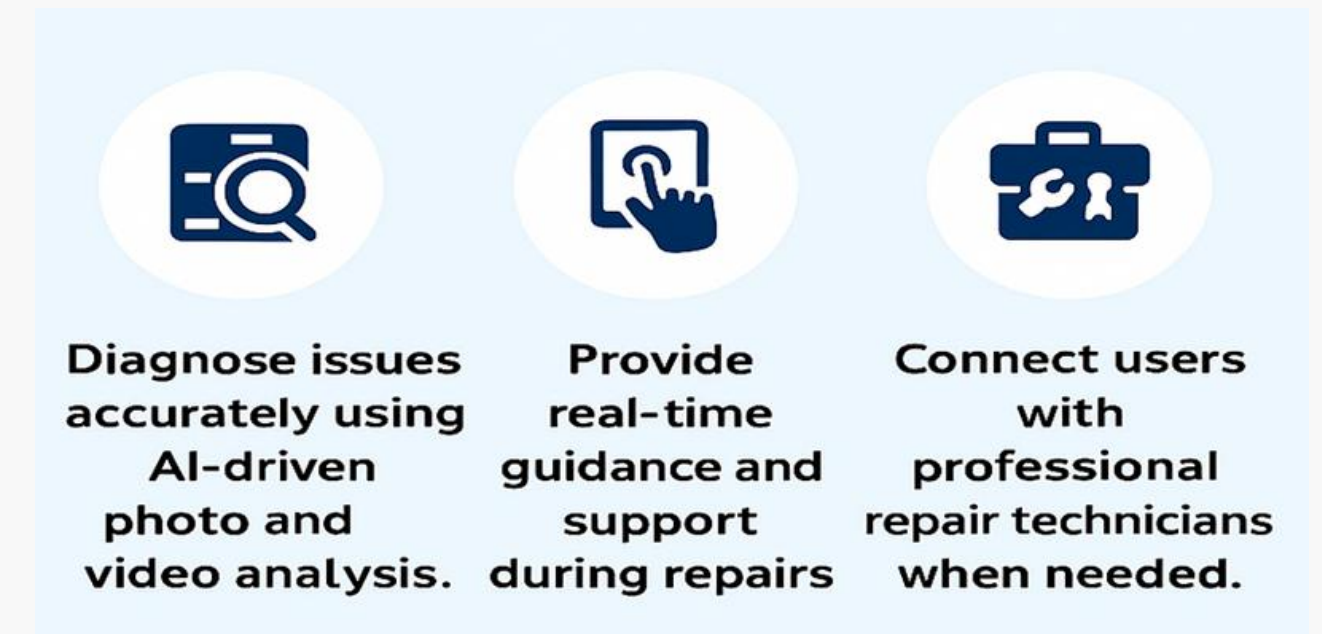 Diagnose issues
accurately using
AI-driven
photo and
video analysis.
Provide
real-time
guidance and
support
during repairs
Connect users
with
professional
repair technicians
when needed.